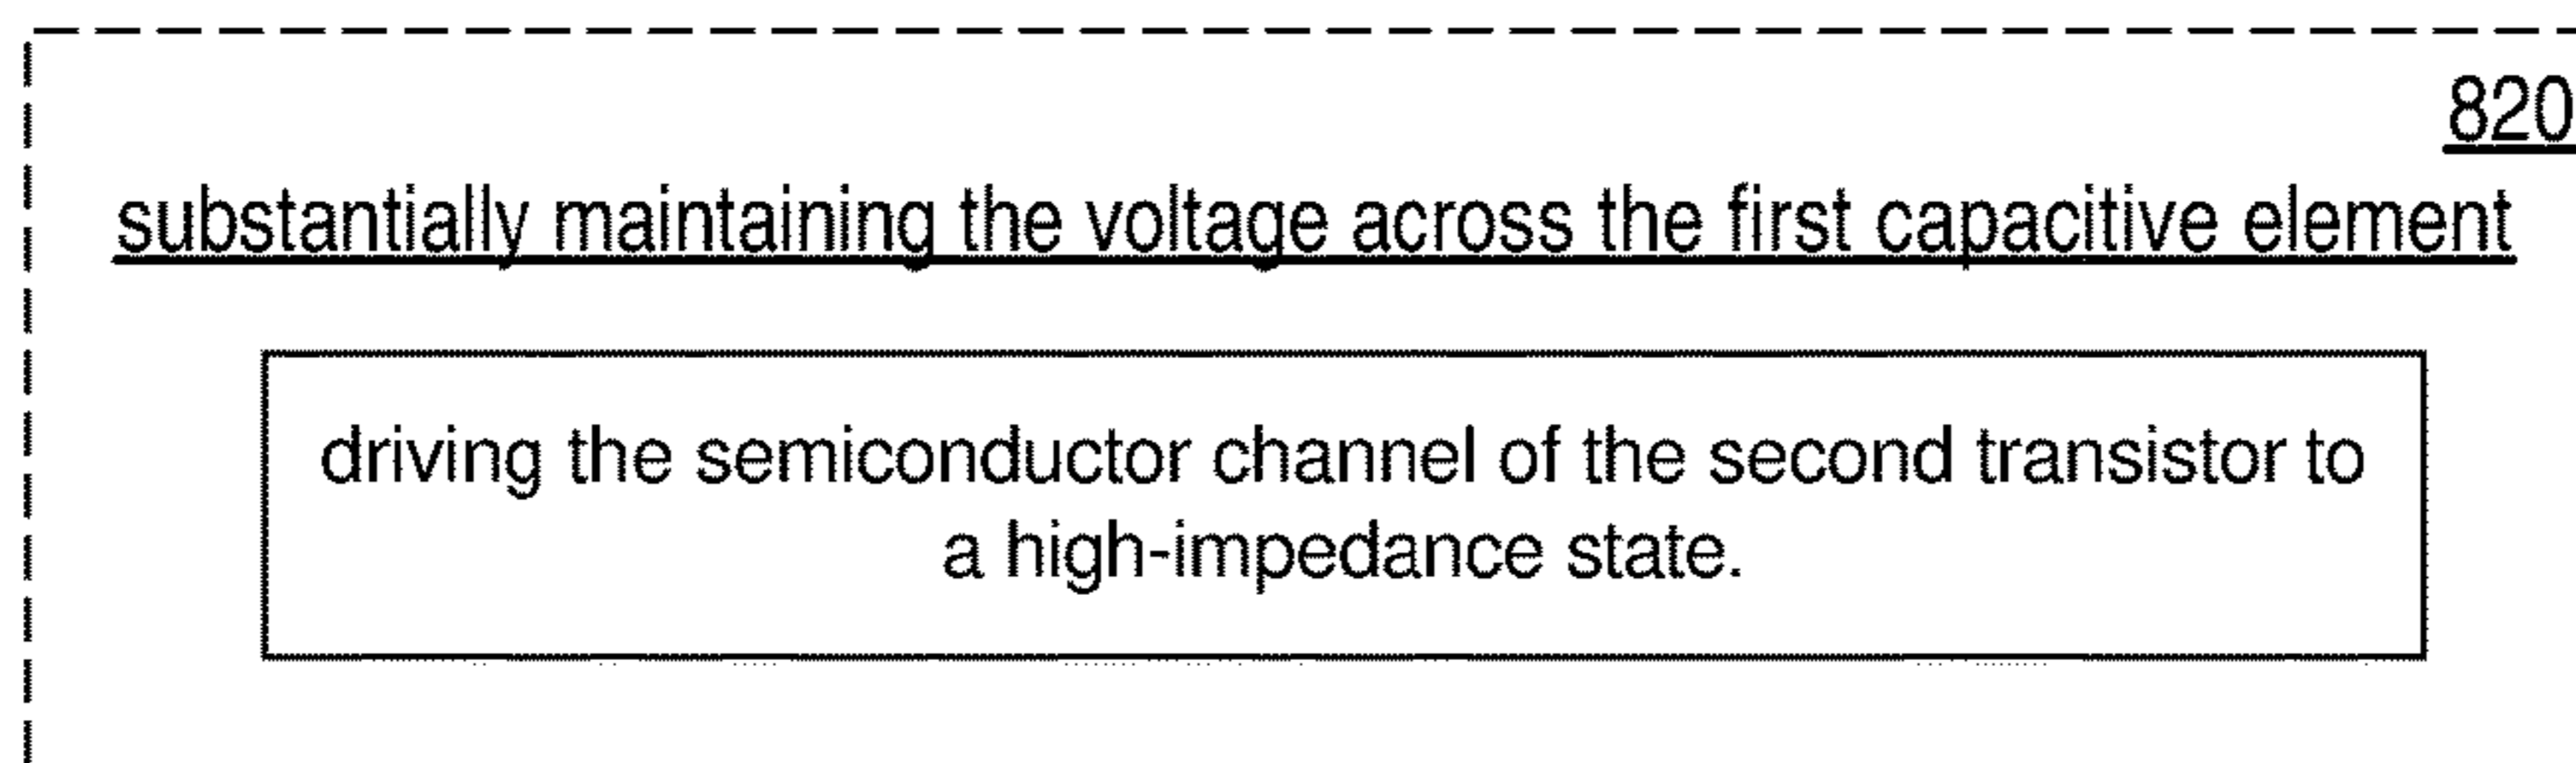 820
substantially maintaining the voltage across the first capacitive element
driving the semiconductor channel of the second transistor to
a high-impedance state.